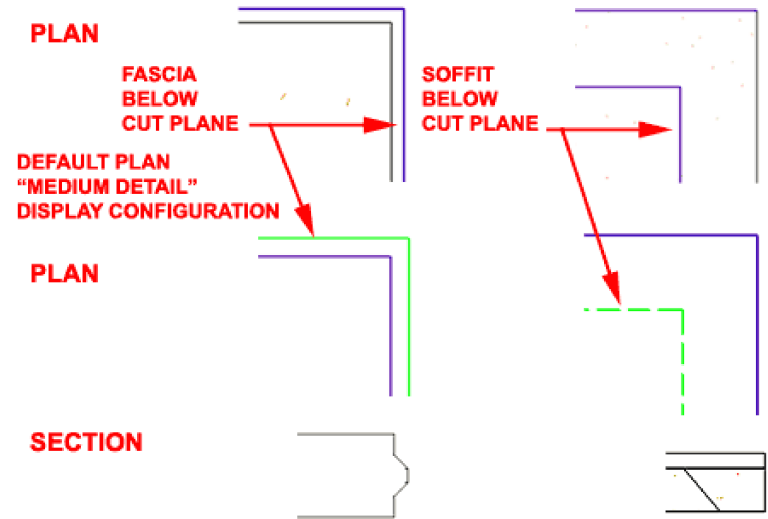 PLAN
FASCIA
BELOW
CUT PLANE
SOFFIT
BELOW
CUT PLANE
DEFAULT PLAN
“MEDIUM DETAIL”
DISPLAY CONFIGURATION
PLAN
SECTION